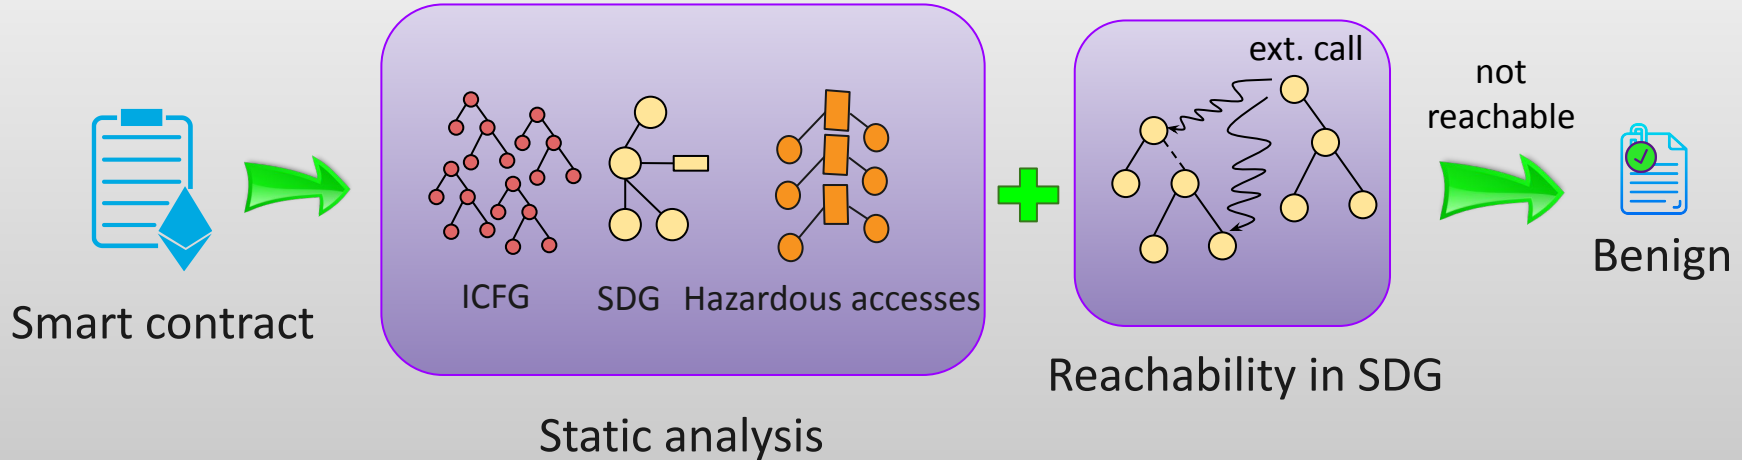 Smart contract
ICFG
SDG
Hazardous accesses
Static analysis
ext. call
Reachability in SDG
not
reachable
Benign